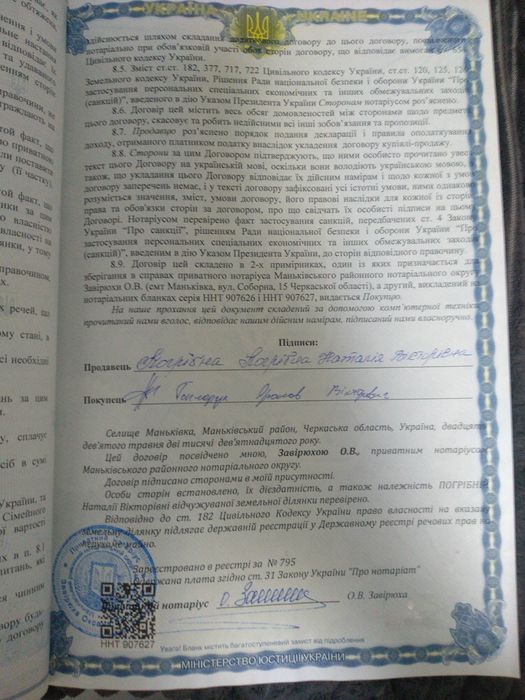 УКРАЇНА UKRAINE
здійснюється шляхом складання додаткового договору до цього договору,
нотаріально при обов'язковій участі обох сторін договору, що відповідає вимогам
Цивільного кодексу України.
8.5. Зміст ст.ст. 182, 377, 717, 722 Цивільного кодексу України, ст.ст. 120, 125,
Земельного кодексу України, Рішення Ради національної безпеки і оборони України "Про
застосування персональних спеціальних економічних та інших обмежувальних заходів
(санкцій)", введеного в дію Указом Президента України Сторонам нотаріусом роз'яснено.
8.6. Договір цей містить весь обсяг домовленостей між сторонами щодо предмета
цього договору, скасовує та робить недійсними всі інші зобов'язання та пропозиції.
8.7. Продавцю роз'яснено порядок подання декларації і правила оподаткування
доходу, отриманого платником податку внаслідок укладення договору купівлі-продажу.
8.8. Сторони за цим Договором підтверджують, що ними особисто прочитано увесь
текст цього Договору на українській мові, оскільки вони володіють українською мовою,
також, що укладення цього Договору відповідає їх дійсним намірам і щодо кожної з умов
договору заперечень немає, і у тексті договору зафіксовані усі істотні умови, ними однаково
розуміється значення, зміст, умови договору, його правові наслідки для кожної із сторін
права та обов'язки сторін за договором, про що свідчать їх особисті підписи на цьому
Договорі. Нотаріусом перевірено факт застосування санкцій, передбачених ст. 4 Закону
України "Про санкції", рішенням Ради національної безпеки і оборони України "Про
застосування персональних спеціальних економічних та інших обмежувальних заходів
(санкцій)", введеним в дію Указом Президента України, до сторін відповідного правочину.
8.9. Договір цей складено в 2-х примірниках, один із яких призначається для
зберігання в справах приватного нотаріуса Маньківського районного нотаріального округу
Завірюхи О.В. (смт Маньківка, вул. Соборна, 15 Черкаської області), а другий, викладений на
нотаріальних бланках серія ННТ 907626 і ННТ 907627, видається Покупцю.
На наше прохання цей документ складений за допомогою комп'ютерної техніки,
прочитаний нами вголос, відповідає нашим дійсним намірам, підписаний нами власноручно.
Підписи:
Продавець Погрібна Погрібна Наталія Вікторівна
Покупець Вікторович
Селище Маньківка, Маньківський район, Черкаська область, Україна, двадцять
дев'ятого травня дві тисячі дев'ятнадцятого року.
Цей договір посвідчено мною, Завірюхою О.В., приватним нотаріусом
Маньківського районного нотаріального округу.
Договір підписано сторонами в моїй присутності.
Особи сторін встановлено, їх дієздатність, а також належність ПОГРІБНІЙ
Наталії Вікторівні відчужуваної земельної ділянки перевірено.
Відповідно до ст. 182 Цивільного Кодексу України право власності на вказану
земельну ділянку підлягає державній реєстрації у Державному реєстрі речових прав на
нерухоме майно.
Зареєстровано в реєстрі за № 795
Стягнута плата згідно ст. 31 Закону України "Про нотаріат"
Приватний нотаріус О.В. Завірюха
ННТ 907627
Увага! Бланк містить багатоступеневий захист від підроблення
МІНІСТЕРСТВО ЮСТИЦІЇ УКРАЇНИ